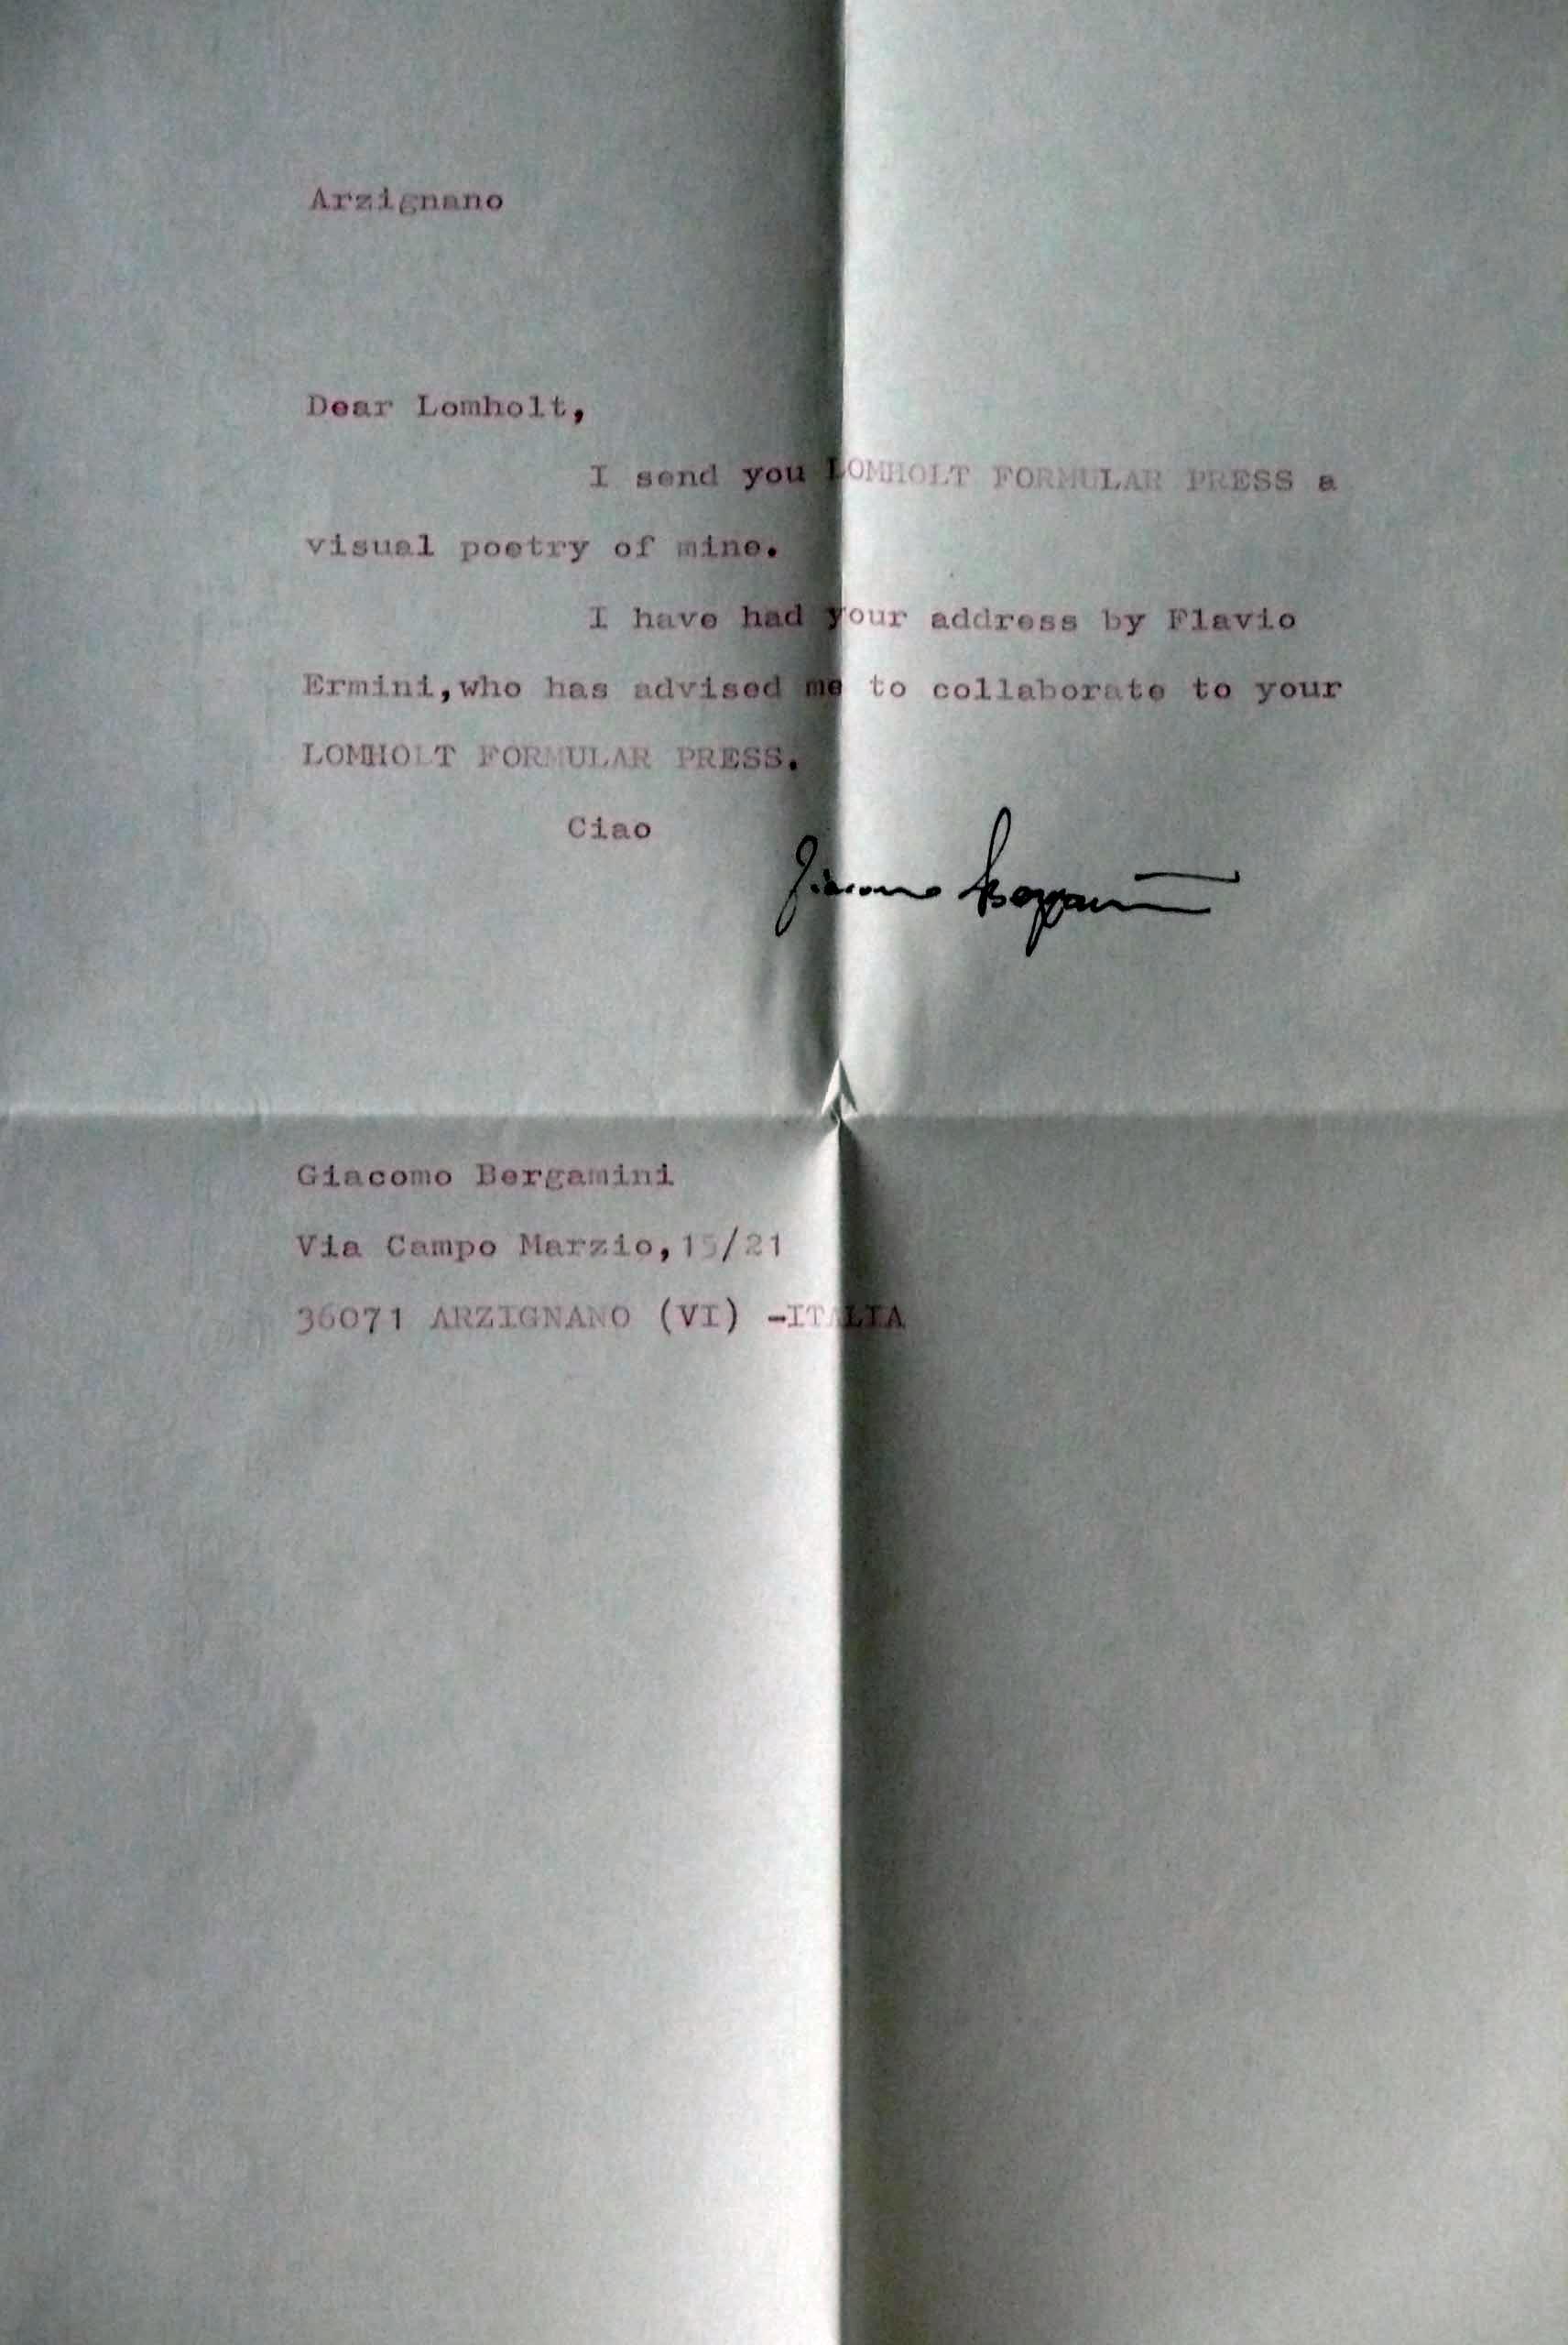 Arzignano
Dear Lomholt,
I send you LOMHOLT FORMULAR PRESS a
visual poetry of mine.
I have had your address by Flavio
Ermini,who has advised me to collaborate to your
LOMHOLT FORMULAR PRESS.
Ciao
Giacomo Bergamini
Giacomo Bergamini
Via Campo Marzio,15/21
36071 ARZIGNANO (VI) -ITALIA